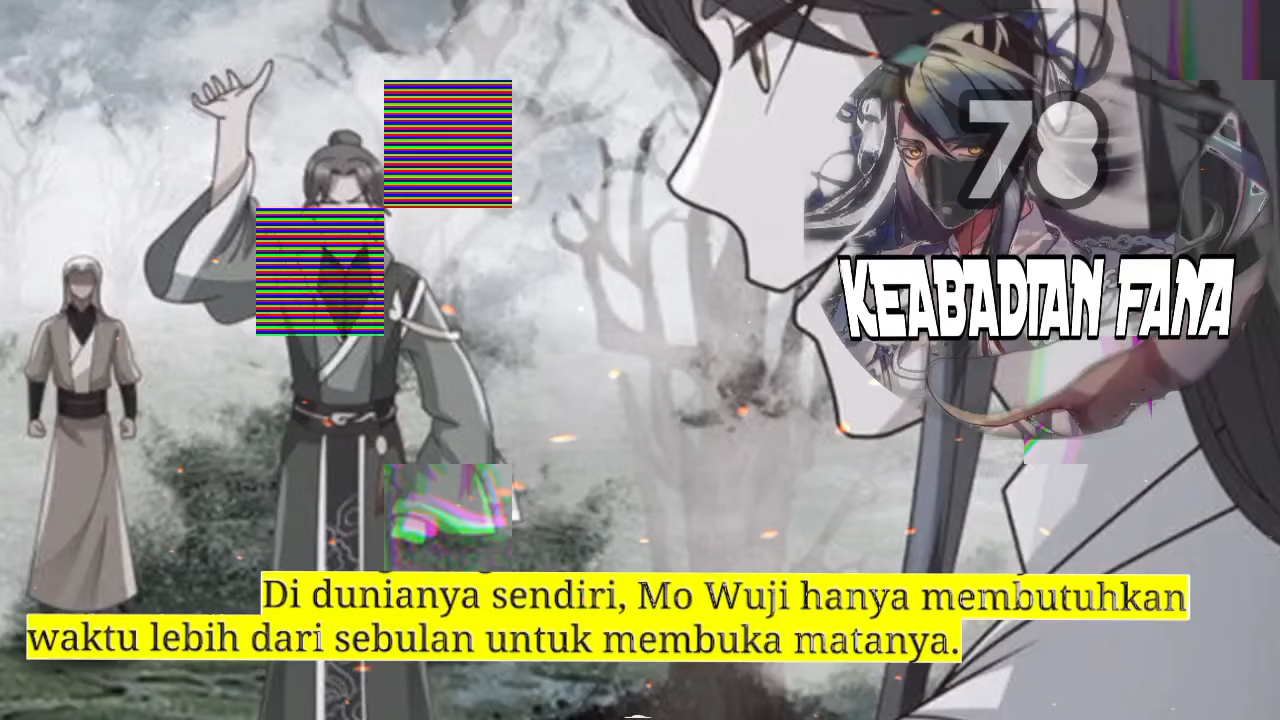 78
KEABADIAN FANA
Di dunianya sendiri, Mo Wuji hanya membutuhkan
waktu lebih dari sebulan untuk membuka matanya.